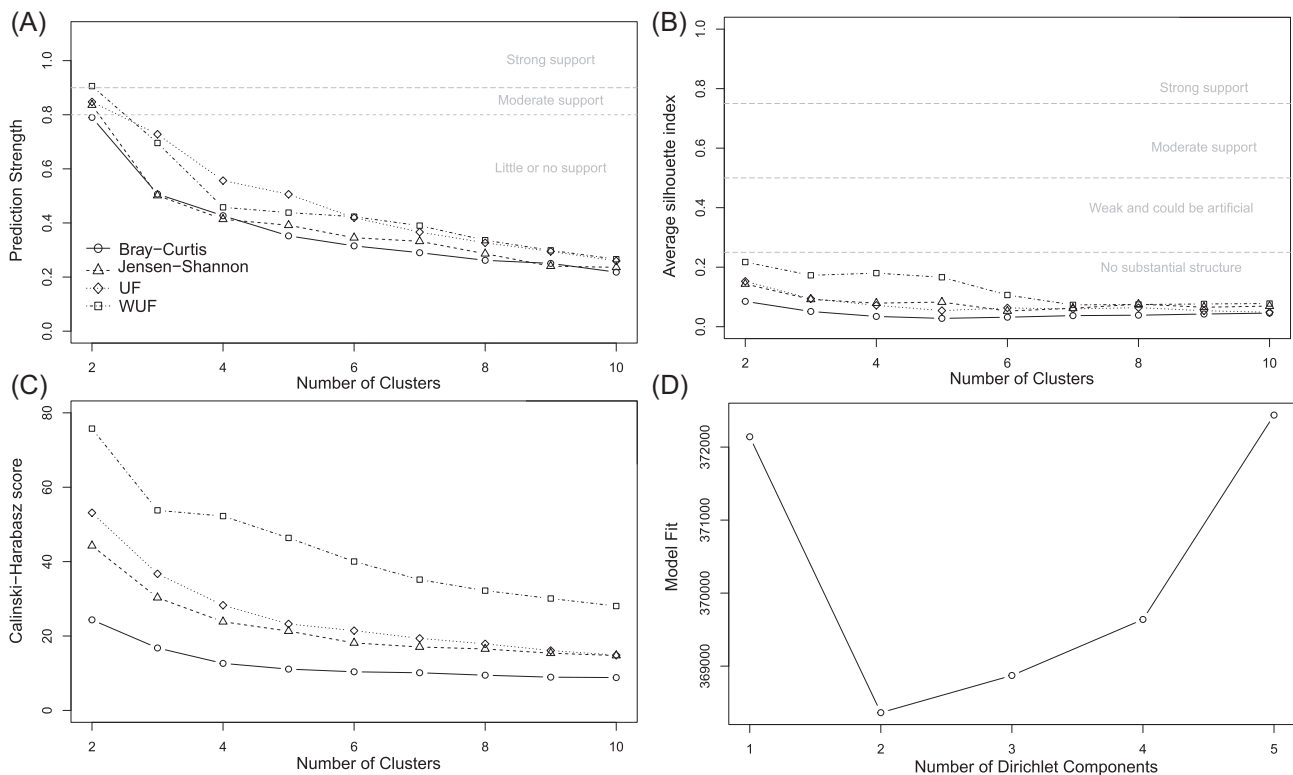 (A)
Prediction Strength
1.0
0.8
0.6
0.4
0.2
0.0
Strong support
Moderate support
Little or no support
Bray−Curtis
Jensen−Shannon
UF
WUF
2 4 6 8 10
Number of Clusters
(B)
Average silhouette index
1.0
0.8
0.6
0.4
0.2
0.0
Strong support
Moderate support
Weak and could be artificial
No substantial structure
2 4 6 8 10
Number of Clusters
(C)
Calinski−Harabasz score
80
60
40
20
0
2 4 6 8 10
Number of Clusters
(D)
Model Fit
372000
371000
370000
369000
1 2 3 4 5
Number of Dirichlet Components